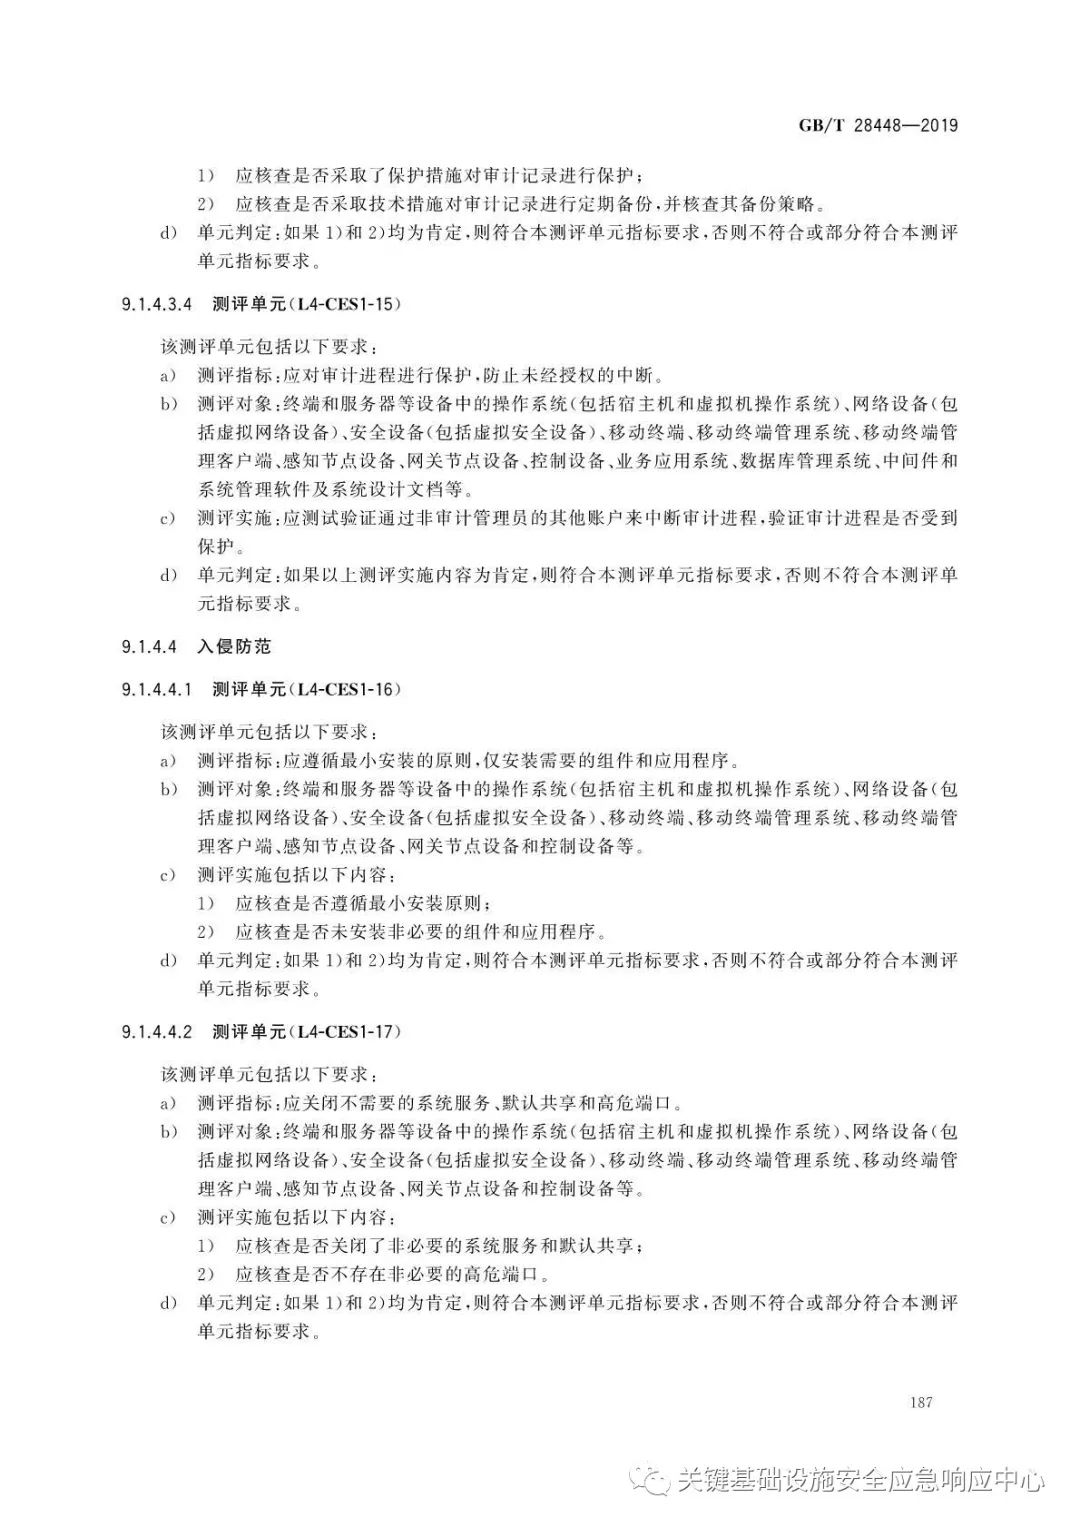 GB/T 28448—2019
1) 应核查是否采取了保护措施对审计记录进行保护;
2) 应核查是否采取技术措施对审计记录进行定期备份,并核查其备份策略。
d) 单元判定:如果 1)和 2)均为肯定,则符合本测评单元指标要求,否则不符合或部分符合本测评
单元指标要求。
9.1.4.3.4 测评单元(L4-CES1-15)
该测评单元包括以下要求:
a) 测评指标:应对审计进程进行保护,防止未经授权的中断。
b) 测评对象:终端和服务器等设备中的操作系统(包括宿主机和虚拟机操作系统)、网络设备(包
括虚拟网络设备)、安全设备(包括虚拟安全设备)、移动终端、移动终端管理系统、移动终端管
理客户端、感知节点设备、网关节点设备、控制设备、业务应用系统、数据库管理系统、中间件和
系统管理软件及系统设计文档等。
c) 测评实施:应测试验证通过非审计管理员的其他账户来中断审计进程,验证审计进程是否受到
保护。
d) 单元判定:如果以上测评实施内容为肯定,则符合本测评单元指标要求,否则不符合本测评单
元指标要求。
9.1.4.4 入侵防范
9.1.4.4.1 测评单元(L4-CES1-16)
该测评单元包括以下要求:
a) 测评指标:应遵循最小安装的原则,仅安装需要的组件和应用程序。
b) 测评对象:终端和服务器等设备中的操作系统(包括宿主机和虚拟机操作系统)、网络设备(包
括虚拟网络设备)、安全设备(包括虚拟安全设备)、移动终端、移动终端管理系统、移动终端管
理客户端、感知节点设备、网关节点设备和控制设备等。
c) 测评实施包括以下内容:
1) 应核查是否遵循最小安装原则;
2) 应核查是否未安装非必要的组件和应用程序。
d) 单元判定:如果 1)和 2)均为肯定,则符合本测评单元指标要求,否则不符合或部分符合本测评
单元指标要求。
9.1.4.4.2 测评单元(L4-CES1-17)
该测评单元包括以下要求:
a) 测评指标:应关闭不需要的系统服务、默认共享和高危端口。
b) 测评对象:终端和服务器等设备中的操作系统(包括宿主机和虚拟机操作系统)、网络设备(包
括虚拟网络设备)、安全设备(包括虚拟安全设备)、移动终端、移动终端管理系统、移动终端管
理客户端、感知节点设备、网关节点设备和控制设备等。
c) 测评实施包括以下内容:
1) 应核查是否关闭了非必要的系统服务和默认共享;
2) 应核查是否不存在非必要的高危端口。
d) 单元判定:如果 1)和 2)均为肯定,则符合本测评单元指标要求,否则不符合或部分符合本测评
单元指标要求。
187
关键基础设施安全应急响应中心